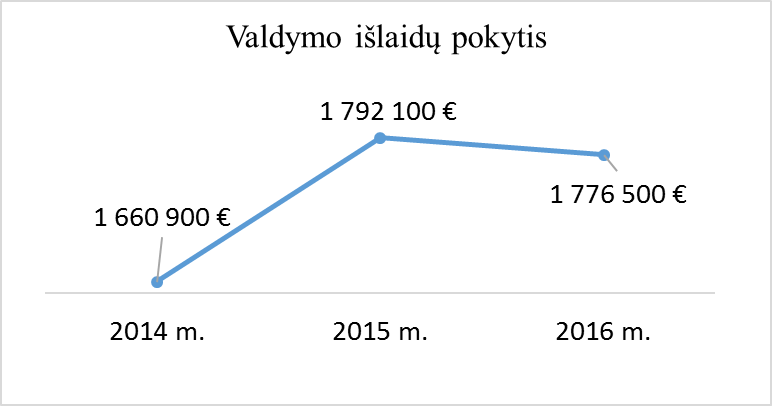 Valdymo išlaidų pokytis
1 792 100 €
1 776 500 €
1 660 900 €
2014 m.
2015 m.
2016 m.